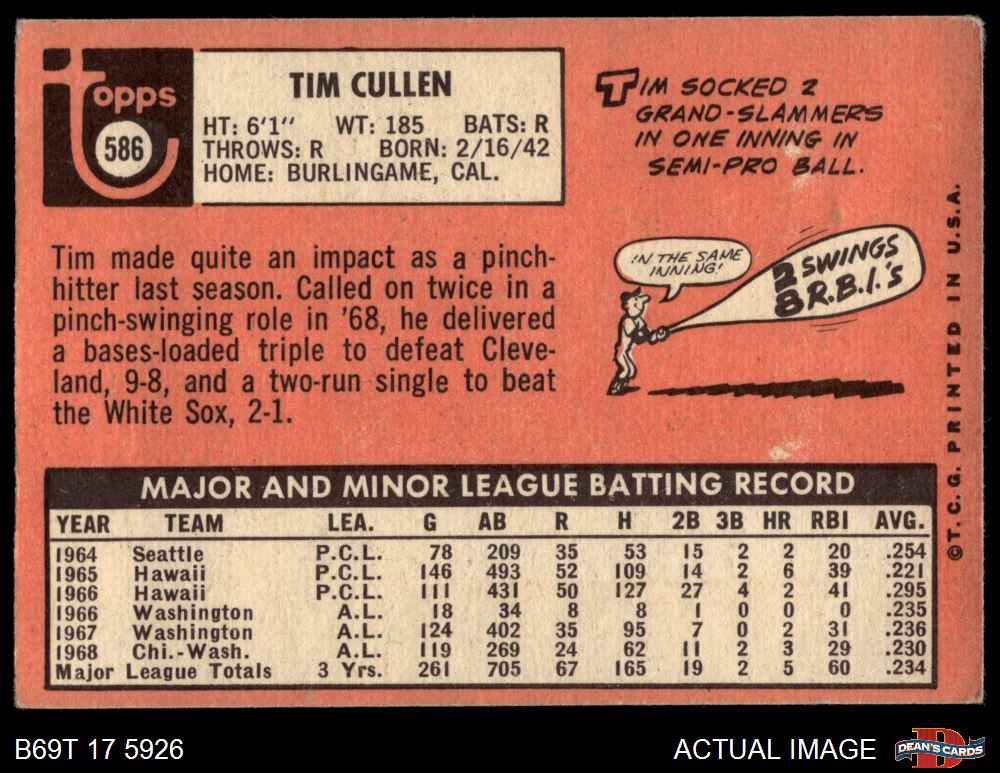 topps
586
TIM CULLEN
HT: 6'1" WT: 185 BATS: R
THROWS: R BORN: 2/16/42
HOME: BURLINGAME, CAL.
TIM SOCKED 2
GRAND-SLAMMERS
IN ONE INNING IN
SEMI-PRO BALL.
Tim made quite an impact as a pinch-
hitter last season. Called on twice in a
pinch-swinging role in '68, he delivered
a bases-loaded triple to defeat Cleve-
land, 9-8, and a two-run single to beat
the White Sox, 2-1.
IN THE SAME
INNING!
2 SWINGS
8 R.B.I.'S
©T.C.G. PRINTED IN U.S.A.
MAJOR AND MINOR LEAGUE BATTING RECORD
YEAR TEAM LEA. G AB R H 2B 3B HR RBI AVG.
1964 Seattle P.C.L. 78 209 35 53 15 2 2 20 .254
1965 Hawaii P.C.L. 146 493 52 109 14 2 6 39 .221
1966 Hawaii P.C.L. 111 431 50 127 27 4 2 41 .295
1966 Washington A.L. 18 34 8 8 1 0 0 0 .235
1967 Washington A.L. 124 402 35 95 7 0 2 31 .236
1968 Chi.-Wash. A.L. 119 269 24 62 11 2 3 29 .230
Major League Totals 3 Yrs. 261 705 67 165 19 2 5 60 .234
B69T 17 5926
ACTUAL IMAGE
DEAN'S CARDS